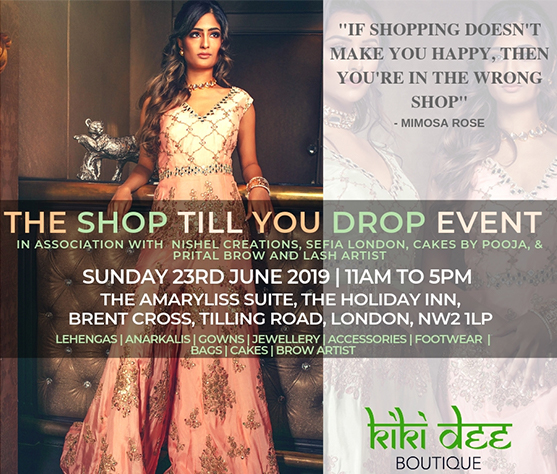 "IF SHOPPING DOESN'T
MAKE YOU HAPPY, THEN
YOU'RE IN THE WRONG
SHOP"
- MIMOSA ROSE
THE SHOP TILL YOU DROP EVENT
IN ASSOCIATION WITH NISHEL CREATIONS, SEFIA LONDON, CAKES BY POOJA, &
PRITAL BROW AND LASH ARTIST
SUNDAY 23RD JUNE 2019 | 11AM TO 5PM
THE AMARYLISS SUITE, THE HOLIDAY INN,
BRENT CROSS, TILLING ROAD, LONDON, NW2 1LP
LEHENGAS | ANARKALIS | GOWNS | JEWELLERY | ACCESSORIES | FOOTWEAR |
BAGS | CAKES | BROW ARTIST
kiki dEE
BOUTIQUE